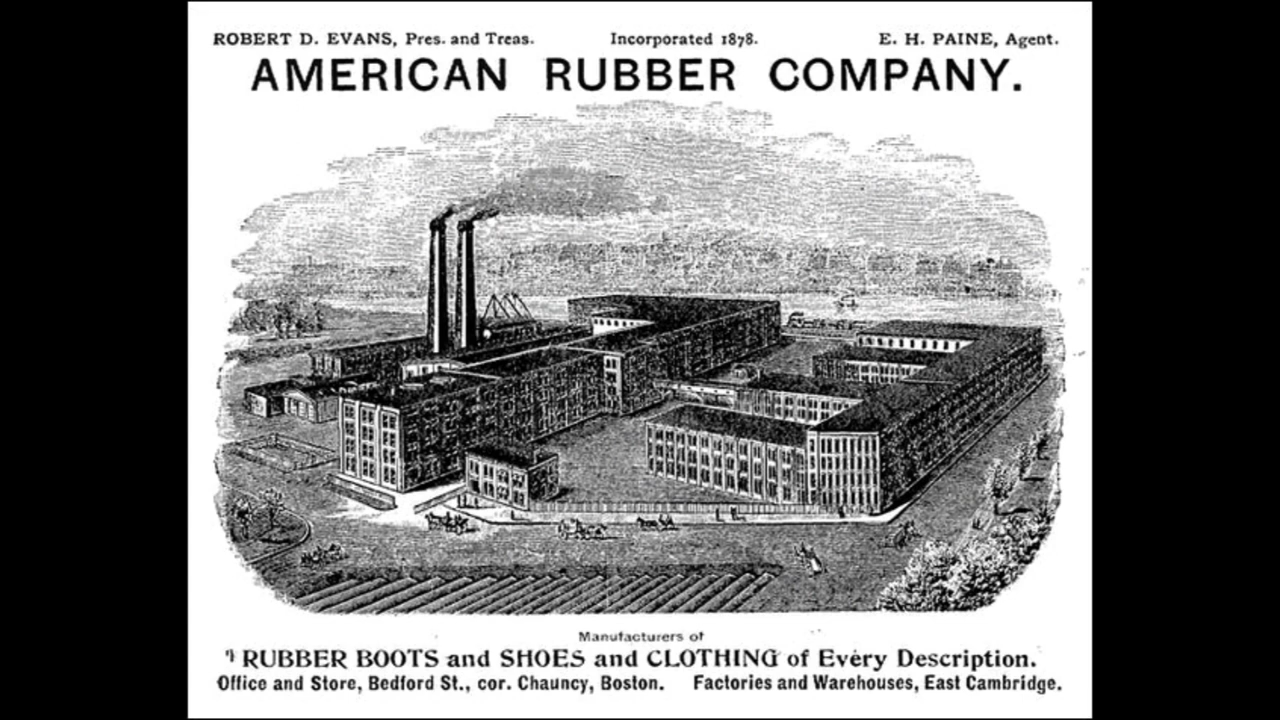 ROBERT D. EVANS, Pres. and Treas. Incorporated 1878. E. H. PAINE, Agent.
AMERICAN RUBBER COMPANY.
Manufacturers of
RUBBER BOOTS and SHOES and CLOTHING of Every Description.
Office and Store, Bedford St., cor. Chauncy, Boston. Factories and Warehouses, East Cambridge.